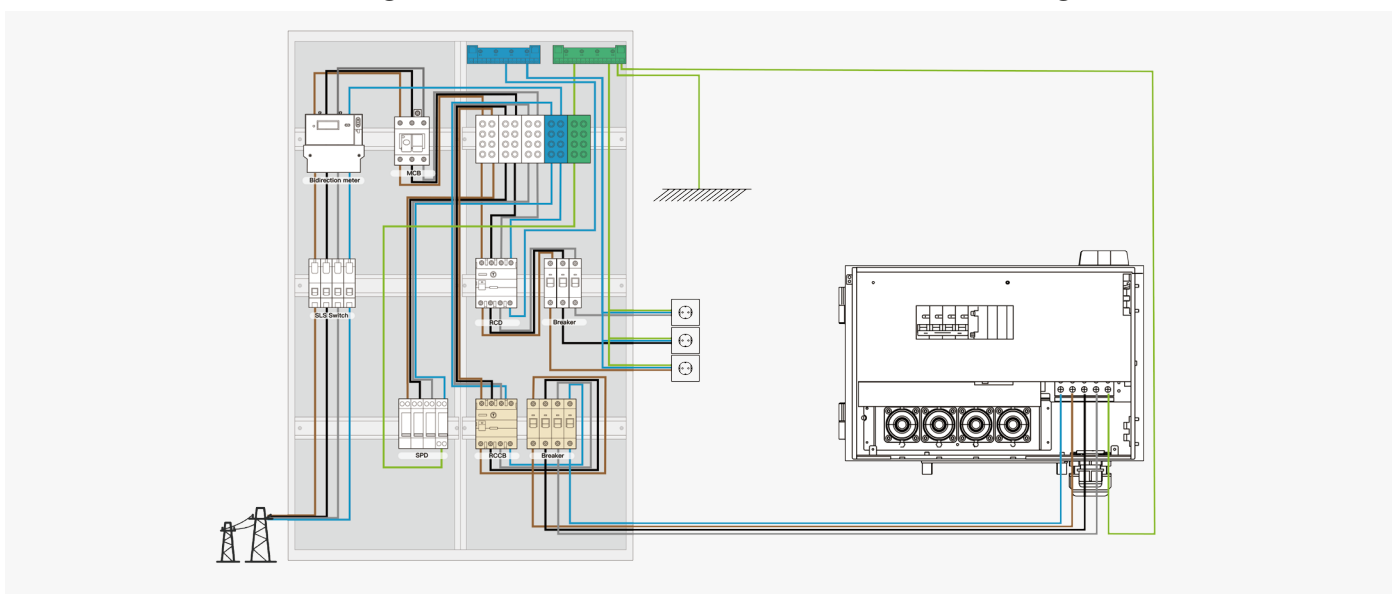 Bidirection meter
MCB
SLS Switch
RCD
Breaker
SPD
RCCB
Breaker